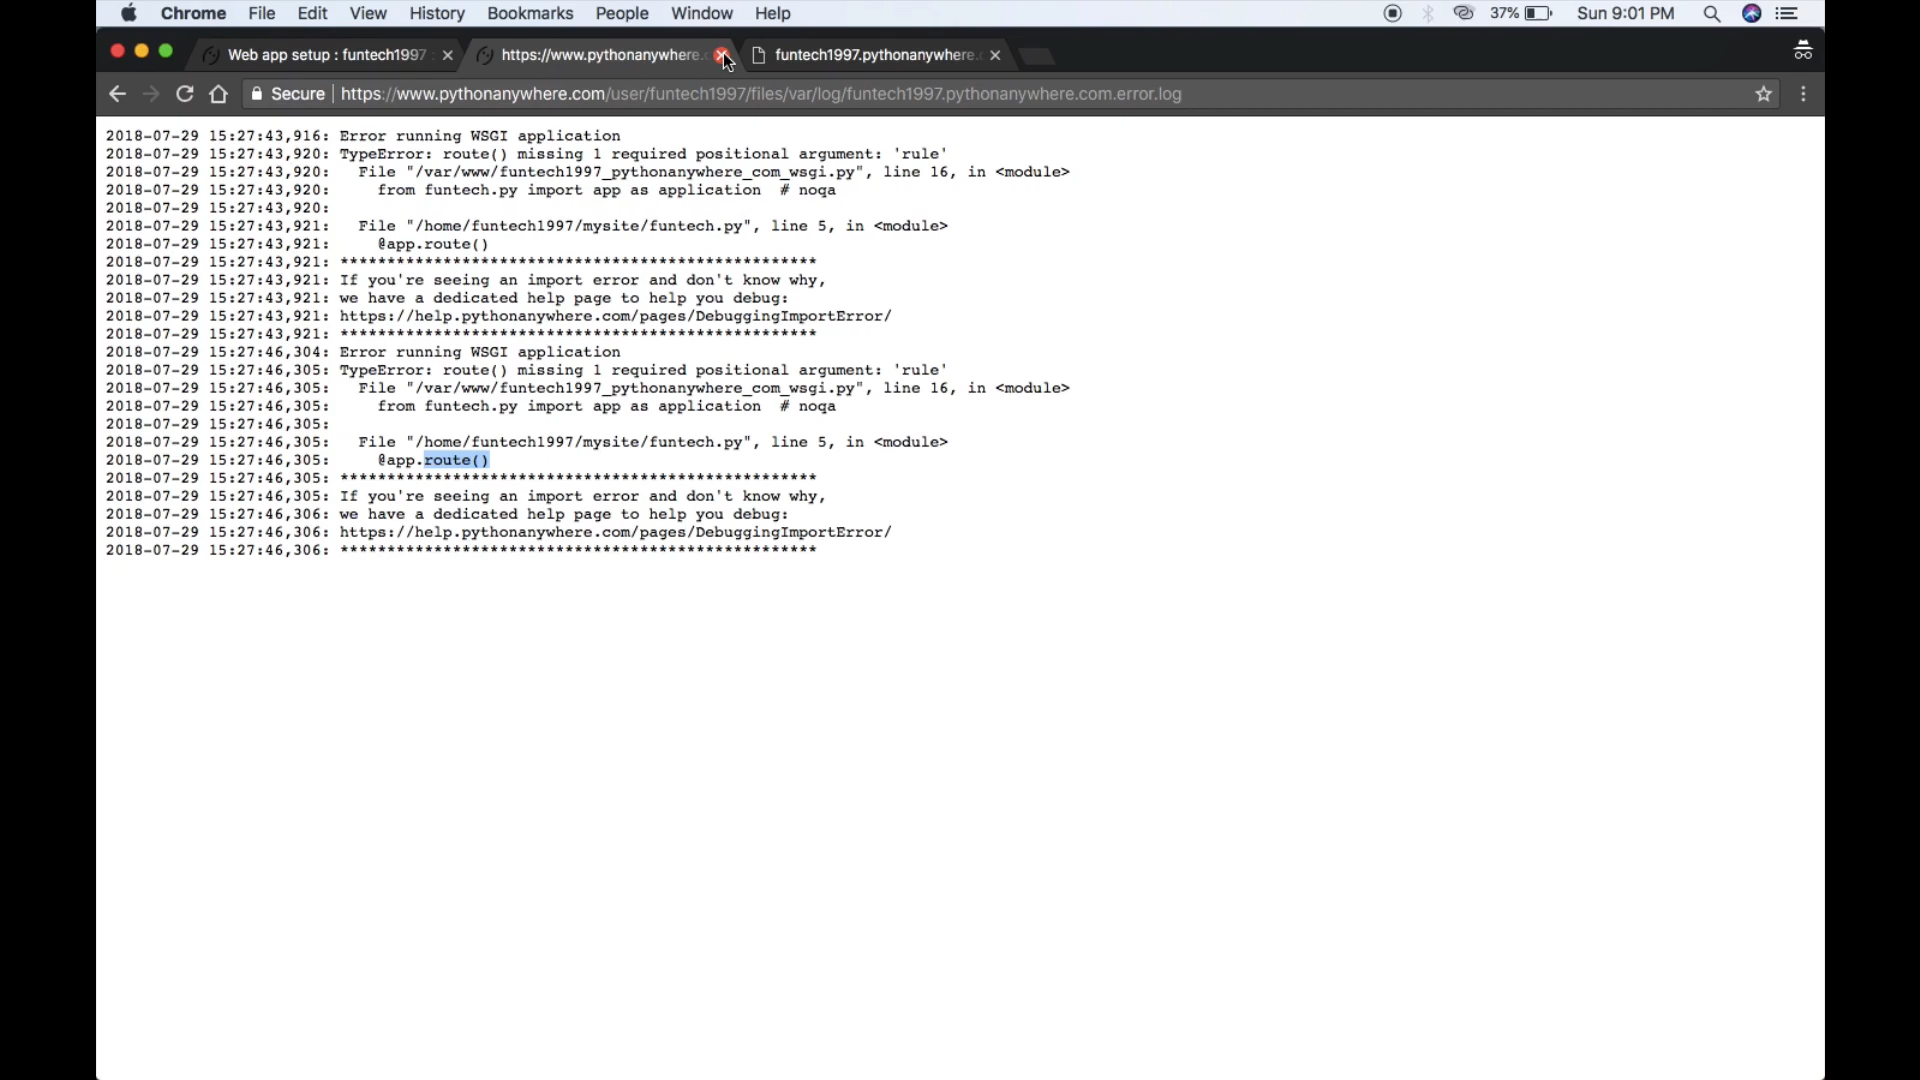 Chrome File Edit View History Bookmarks People Window Help 37% Sun 9:01 PM
Web app setup : funtech1997 https://www.pythonanywhere. funtech1997.pythonanywhere.
Secure https://www.pythonanywhere.com/user/funtech1997/files/var/log/funtech1997.pythonanywhere.com.error.log
2018-07-29 15:27:43,916: Error running WSGI application
2018-07-29 15:27:43,920: TypeError: route() missing 1 required positional argument: 'rule'
2018-07-29 15:27:43,920:   File "/var/www/funtech1997_pythonanywhere_com_wsgi.py", line 16, in <module>
2018-07-29 15:27:43,920:     from funtech.py import app as application  # noqa
2018-07-29 15:27:43,920:
2018-07-29 15:27:43,921:   File "/home/funtech1997/mysite/funtech.py", line 5, in <module>
2018-07-29 15:27:43,921:     @app.route()
2018-07-29 15:27:43,921: ***************************************************
2018-07-29 15:27:43,921: If you're seeing an import error and don't know why,
2018-07-29 15:27:43,921: we have a dedicated help page to help you debug:
2018-07-29 15:27:43,921: https://help.pythonanywhere.com/pages/DebuggingImportError/
2018-07-29 15:27:43,921: ***************************************************
2018-07-29 15:27:46,304: Error running WSGI application
2018-07-29 15:27:46,305: TypeError: route() missing 1 required positional argument: 'rule'
2018-07-29 15:27:46,305:   File "/var/www/funtech1997_pythonanywhere_com_wsgi.py", line 16, in <module>
2018-07-29 15:27:46,305:     from funtech.py import app as application  # noqa
2018-07-29 15:27:46,305:
2018-07-29 15:27:46,305:   File "/home/funtech1997/mysite/funtech.py", line 5, in <module>
2018-07-29 15:27:46,305:     @app.route()
2018-07-29 15:27:46,305: ***************************************************
2018-07-29 15:27:46,305: If you're seeing an import error and don't know why,
2018-07-29 15:27:46,306: we have a dedicated help page to help you debug:
2018-07-29 15:27:46,306: https://help.pythonanywhere.com/pages/DebuggingImportError/
2018-07-29 15:27:46,306: ***************************************************